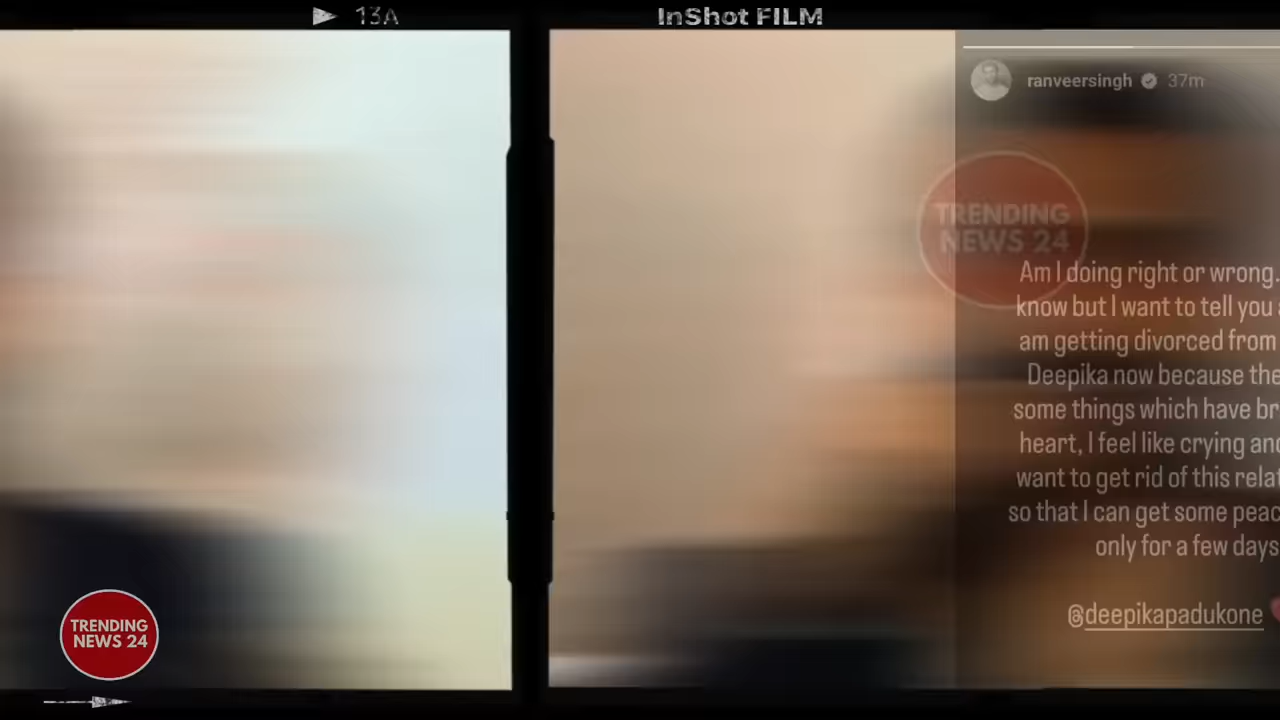 13A
InShot FILM
ranveersingh 37m
TRENDING
NEWS 24
Am I doing right or wrong.
know but I want to tell you
am getting divorced from
Deepika now because the
some things which have br
heart, I feel like crying and
want to get rid of this relat
so that I can get some peac
only for a few days
@deepikapadukone
TRENDING
NEWS 24